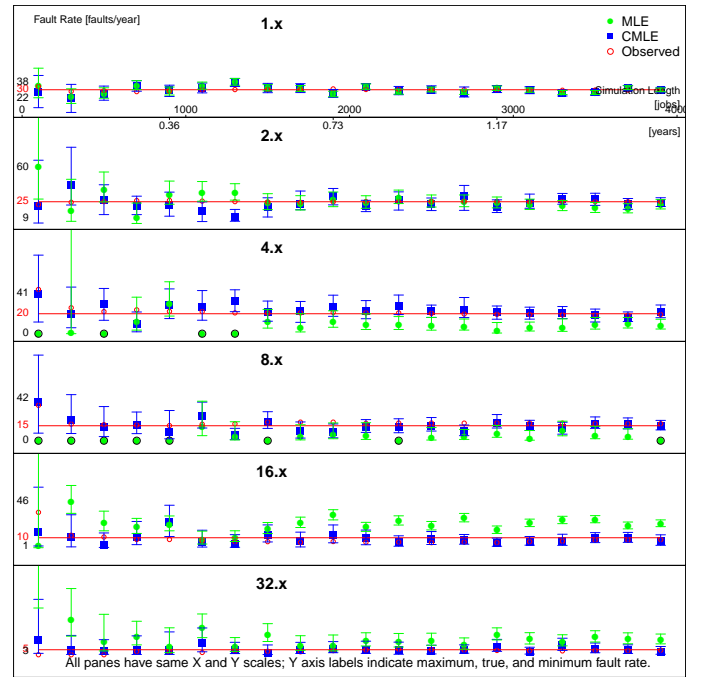 Fault Rate [faults/year]
1.x
MLE
CMLE
Observed
38
30
22
Simulation Length
[jobs]
0 1000 2000 3000 4000
0.36 0.73 1.17
[years]
2.x
60
25
9
4.x
41
20
0
8.x
42
15
0
16.x
46
10
1
32.x
5
All panes have same X and Y scales; Y axis labels indicate maximum, true, and minimum fault rate.